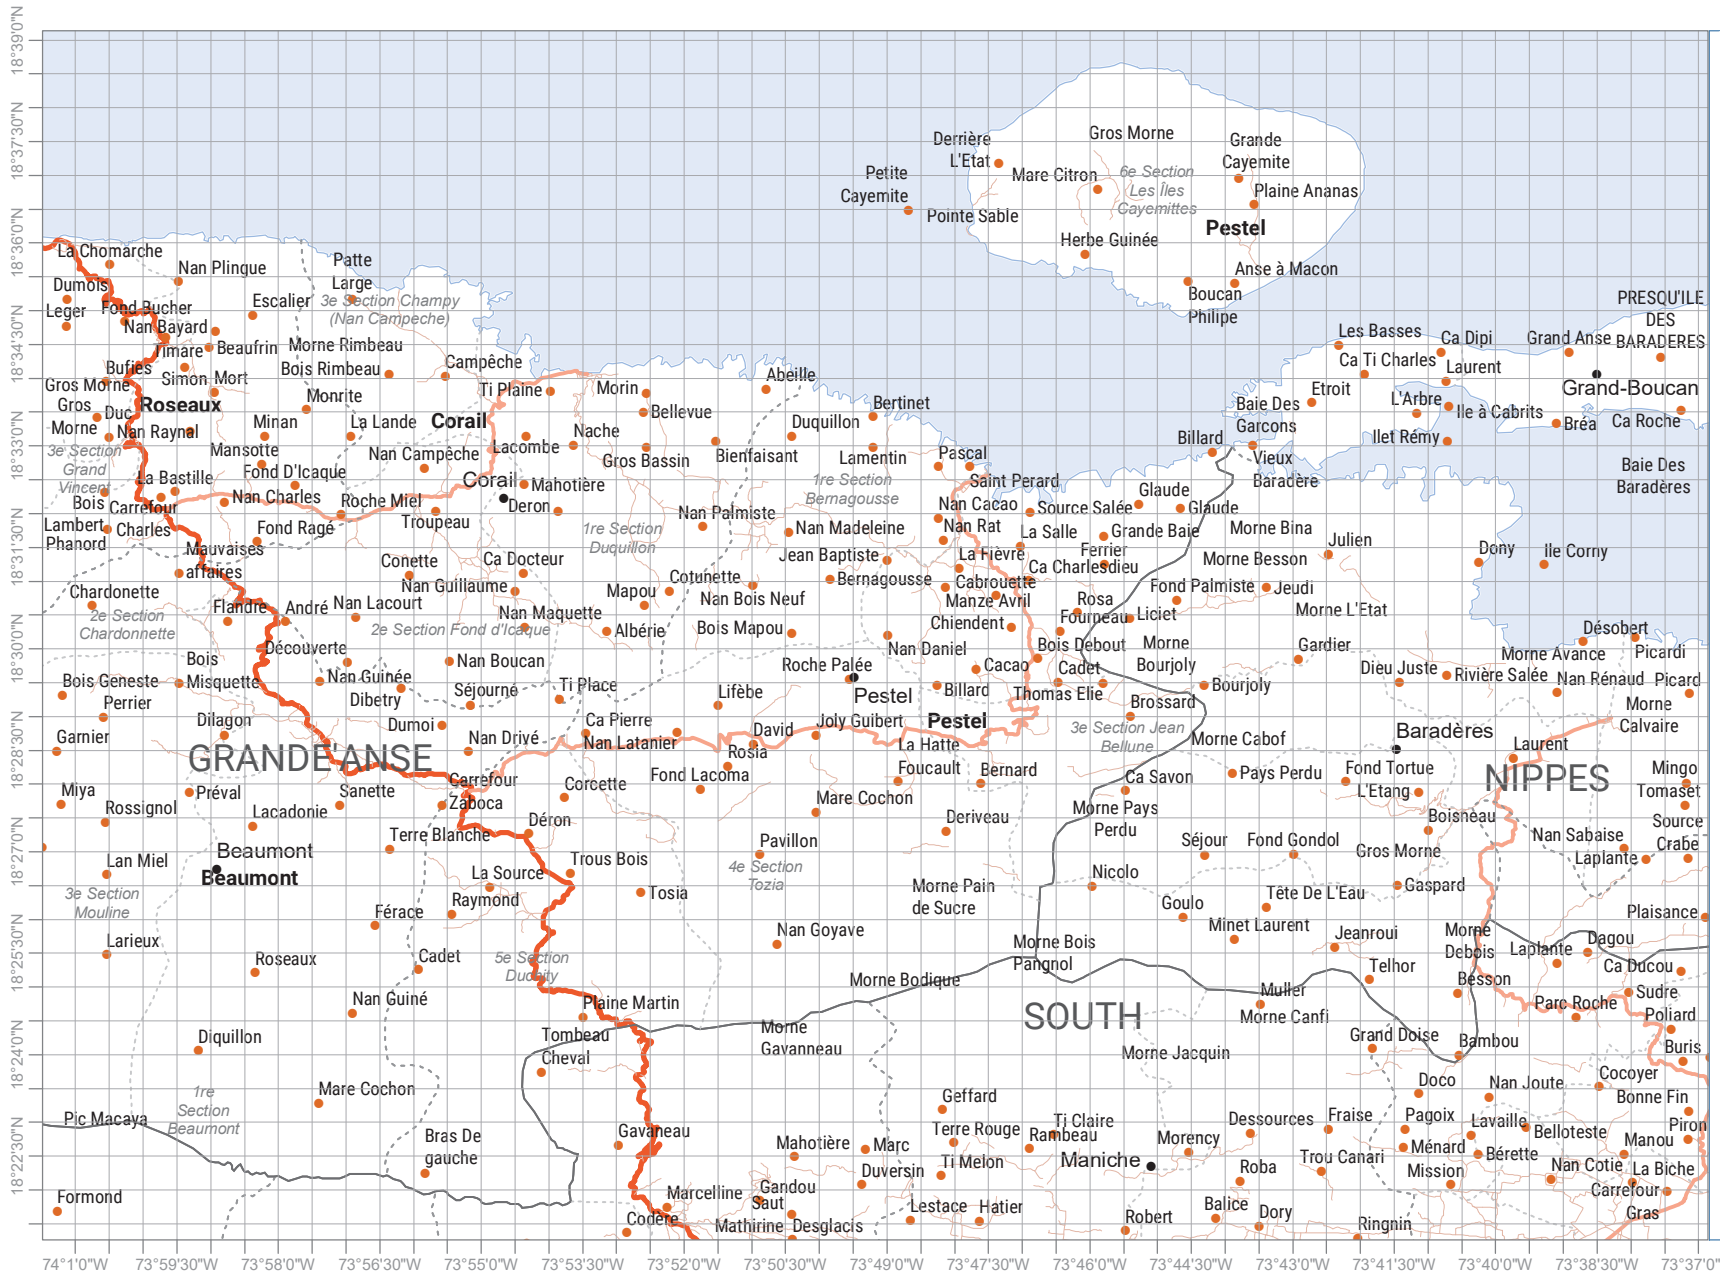 18°39'0"N
18°37'30"N
18°36'0"N
18°34'30"N
18°33'0"N
18°31'30"N
18°30'0"N
18°28'30"N
18°27'0"N
18°25'30"N
18°24'0"N
18°22'30"N
Derrière
L'Etat
Gros Morne
Grande
Cayemite
Petite
Cayemite
Mare Citron
6e Section
Les Îles
Cayemittes
Plaine Ananas
Pointe Sable
Pestel
Herbe Guinée
Anse à Macon
Boucan
Philipe
La Chomarche
Nan Plingue
Patte
Large
Dumois
Leger
Fond Bucher
Escalier
3e Section Champy
(Nan Campeche)
Nan Bayard
Timare
Beaufrin
Morne Rimbeau
Bufies
Simon
Mort
Bois Rimbeau
Campêche
Gros Morne
Gros
Morne
Duc
Roseaux
Monrite
Ti Plaine
Morin
Abeille
Nan Raynal
Minan
La Lande
Corail
Bellevue
Duquillon
Bertinet
3e Section
Grand
Vincent
Mansotte
Nan Campêche
Lacombe
Nache
Gros Bassin
Bienfaisant
Lamentin
Pascal
La Bastille
Fond D'Icaque
Corail
Mahotière
1re Section
Bernagousse
Saint Perard
Bois
Carrefour
Charles
Nan Charles
Roche Miel
Troupeau
Deron
Nan Palmiste
Nan Cacao
Source Salée
Glaude
Glaude
Lambert
Phanord
Fond Ragé
1re Section
Duquillon
Nan Madeleine
Nan Rat
La Salle
Grande Baie
Mauvaises
affaires
Conette
Ca Docteur
Jean Baptiste
La Fièvre
Ferrier
Ca Charlesdieu
Chardonette
Nan Guillaume
Cotunette
Bernagousse
Cabrouette
2e Section
Chardonnette
Flandre
André
Nan Lacourt
Nan Maquette
Mapou
Nan Bois Neuf
Manze Avril
Rosa
Fourneau
Liciet
2e Section Fond d'Icaque
Albérie
Bois Mapou
Chiendent
Découverte
Nan Daniel
Bois Debout
Morne
Bourjoly
Bois
Misquette
Nan Boucan
Roche Palée
Cacao
Cadet
Bois Geneste
Nan Guinée
Dibetry
Séjourné
Ti Place
Lifèbe
Pestel
Billard
Thomas Elie
Bourjoly
Perrier
Dilagon
Dumoi
Ca Pierre
David
Joly Guibert
Pestel
Brossard
Garnier
GRANDE'ANSE
Nan Drivé
Nan Latanier
Rosia
La Hatte
3e Section Jean
Bellune
Morne Cabof
Carrefour
Zaboca
Corcette
Fond Lacoma
Foucault
Bernard
Ca Savon
Pays Perdu
Miya
Rossignol
Préval
Sanette
Mare Cochon
Morne Pays
Perdu
Lacadonie
Terre Blanche
Déron
Deriveau
Beaumont
Beaumont
Trous Bois
Pavillon
Séjour
Fond Gondol
Lan Miel
La Source
4e Section
Tozia
Nicolo
3e Section
Mouline
Raymond
Tosia
Morne Pain
de Sucre
Goulo
Tête De L'Eau
Férace
Nan Goyave
Minet Laurent
Larieux
Roseaux
Cadet
5e Section
Duchity
Morne Bois
Pangnol
Jeanroui
Nan Guiné
Plaine Martin
Morne Bodique
Telhor
Diquillon
Tombeau
Cheval
Morne
Gavanneau
SOUTH
Muller
Morne Canfi
Mare Cochon
Morne Jacquin
Grand Doise
1re
Section
Beaumont
Pic Macaya
Geffard
Ti Claire
Dessources
Fraise
Bras De
gauche
Gavaneau
Mahotière
Marc
Terre Rouge
Rambeau
Morency
Maniche
Trou Canari
Formond
Duversin
Ti Melon
Roba
Marcelline
Gandou
Saut
Codere
Mathirine
Desglacis
Lestace
Hatier
Robert
Balice
Dory
Ringnin
PRESQU'ILE
DES
BARADERES
Les Basses
Ca Dipi
Grand Anse
Ca Ti Charles
Laurent
Etroit
Grand-Boucan
Baie Des
Garcons
L'Arbre
Ile à Cabrits
Bréa
Ca Roche
Billard
Ilet Rémy
Vieux
Baradère
Baie Des
Baradères
Morne Bina
Julien
Dony
Ile Corny
Morne Besson
Fond Palmiste
Jeudi
Morne L'Etat
Gardier
Désobert
Morne Avance
Picardi
Dieu Juste
Rivière Salée
Nan Rénaud
Picard
Morne
Calvaire
Baradères
Laurent
Fond Tortue
L'Etang
NIPPES
Mingo
Tomaset
Boisneau
Source
Crabe
Nan Sabaise
Laplante
Gros Morne
Gaspard
Plaisance
Morne
Debois
Dagou
Laplante
Besson
Ca Ducou
Sudre
Parc Roche
Poliard
Bambou
Buris
Doco
Nan Joute
Cocoyer
Bonne Fin
Pagoix
Lavaille
Belloteste
Piron
Ménard
Bérette
Manou
Mission
Nan Cotie
La Biche
Carrefour
Gras
74°1'0"W
73°59'30"W
73°58'0"W
73°56'30"W
73°55'0"W
73°53'30"W
73°52'0"W
73°50'30"W
73°49'0"W
73°47'30"W
73°46'0"W
73°44'30"W
73°43'0"W
73°41'30"W
73°40'0"W
73°38'30"W
73°37'0"